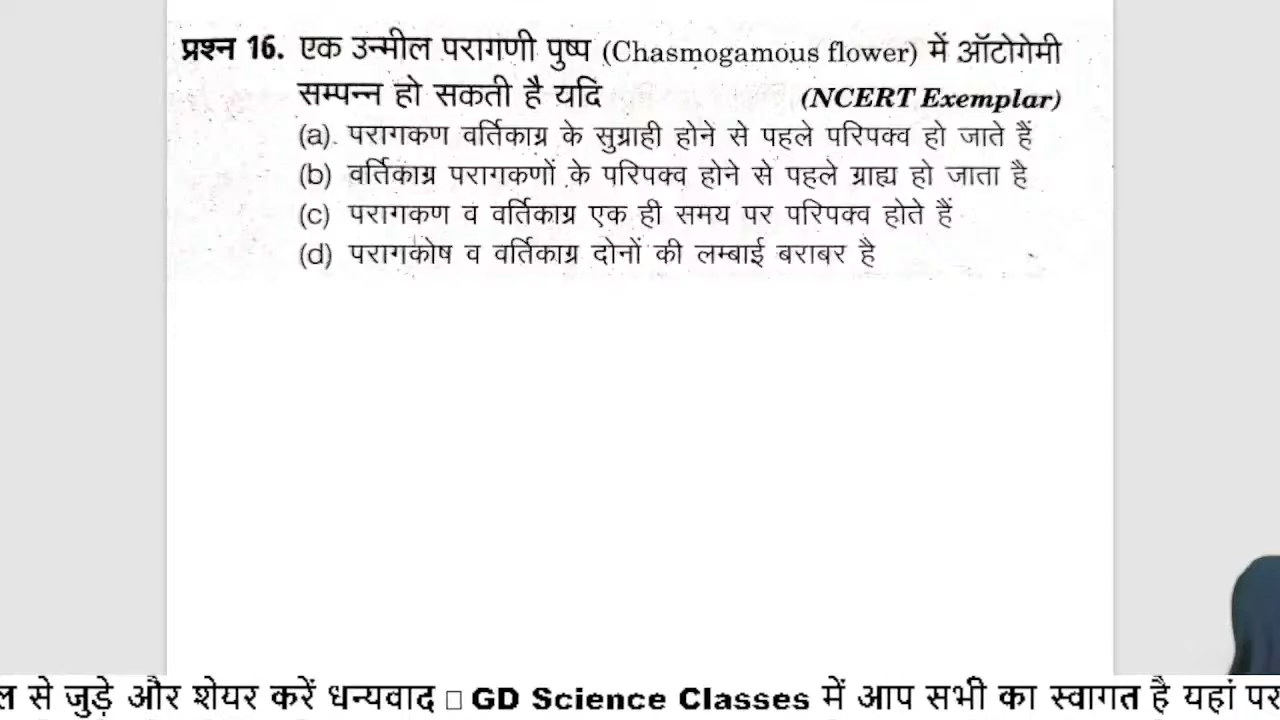 प्रश्न 16. एक उन्मील परागणी पुष्प (Chasmogamous flower) में ऑटोगेमी
सम्पन्न हो सकती है यदि (NCERT Exemplar)
(a). परागकण वर्तिकाग्र के सुग्राही होने से पहले परिपक्व हो जाते हैं
(b) वर्तिकाग्र परागकणों के परिपक्व होने से पहले ग्राह्य हो जाता है
(c) परागकण व वर्तिकाग्र एक ही समय पर परिपक्व होते हैं
(d) परागकोष व वर्तिकाग्र दोनों की लम्बाई बराबर है
ल से जुड़े और शेयर करें धन्यवाद GD Science Classes में आप सभी का स्वागत है यहां पर